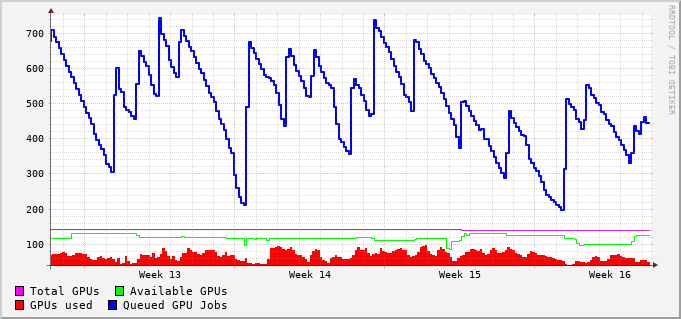 RRDTOOL / TOBI OETIKER
700
600
500
400
300
200
100
Week 13 Week 14 Week 15 Week 16
Total GPUs Available GPUs
GPUs used Queued GPU Jobs